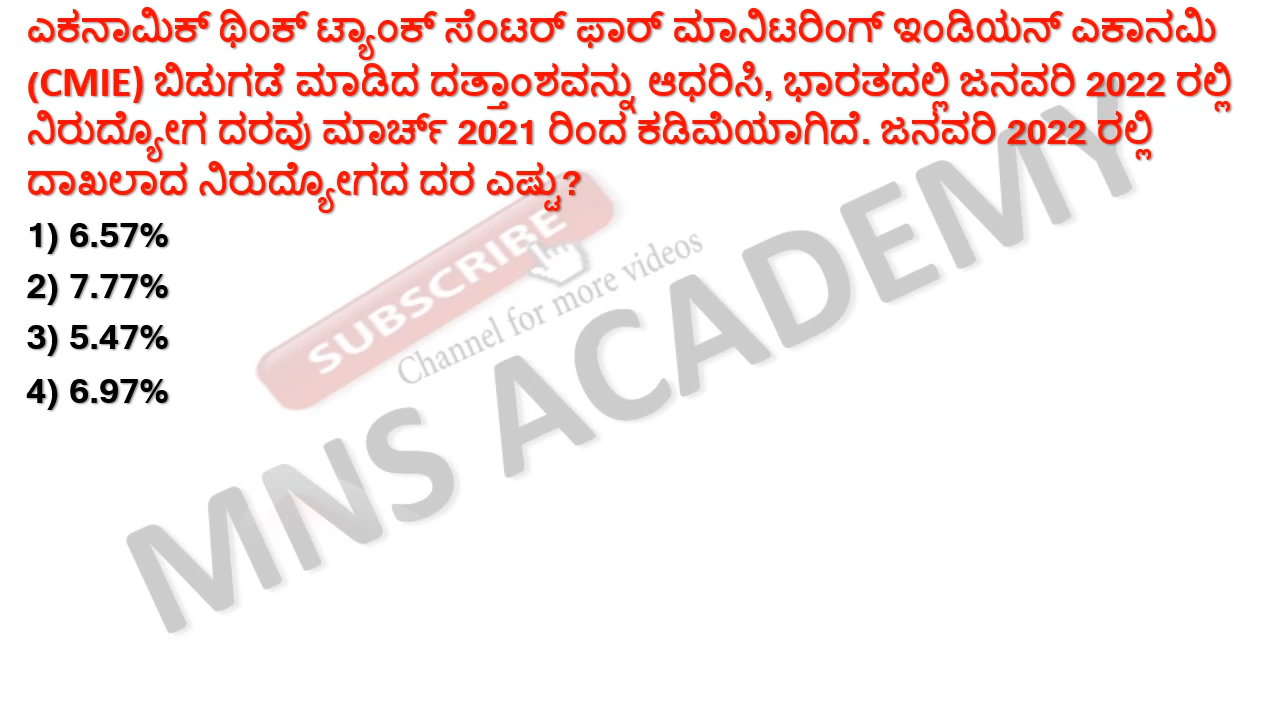 ಎಕನಾಮಿಕ್ ಥಿಂಕ್ ಟ್ಯಾಂಕ್ ಸೆಂಟರ್ ಫಾರ್ ಮಾನಿಟರಿಂಗ್ ಇಂಡಿಯನ್ ಎಕಾನಮಿ
(CMIE) ಬಿಡುಗಡೆ ಮಾಡಿದ ದತ್ತಾಂಶವನ್ನು ಆಧರಿಸಿ, ಭಾರತದಲ್ಲಿ ಜನವರಿ 2022 ರಲ್ಲಿ
ನಿರುದ್ಯೋಗ ದರವು ಮಾರ್ಚ್ 2021 ರಿಂದ ಕಡಿಮೆಯಾಗಿದೆ. ಜನವರಿ 2022 ರಲ್ಲಿ
ದಾಖಲಾದ ನಿರುದ್ಯೋಗದ ದರ ಎಷ್ಟು?
1) 6.57%
2) 7.77%
3) 5.47%
4) 6.97%
SUBSCRIBE
Channel for more videos
MNS ACADEMY